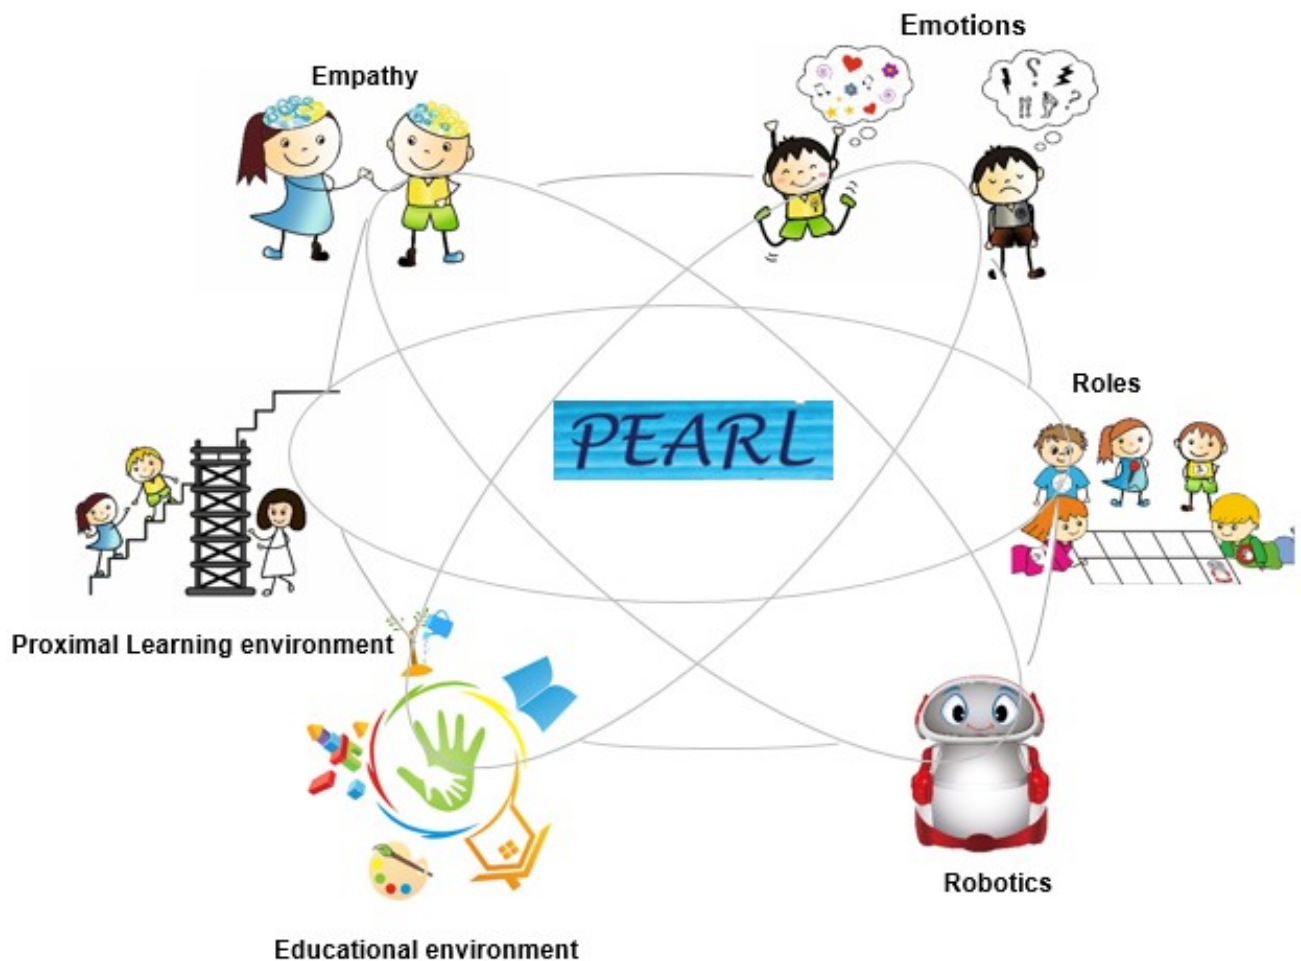 Emotions
Empathy
Roles
PEARL
Proximal Learning environment
Robotics
Educational environment